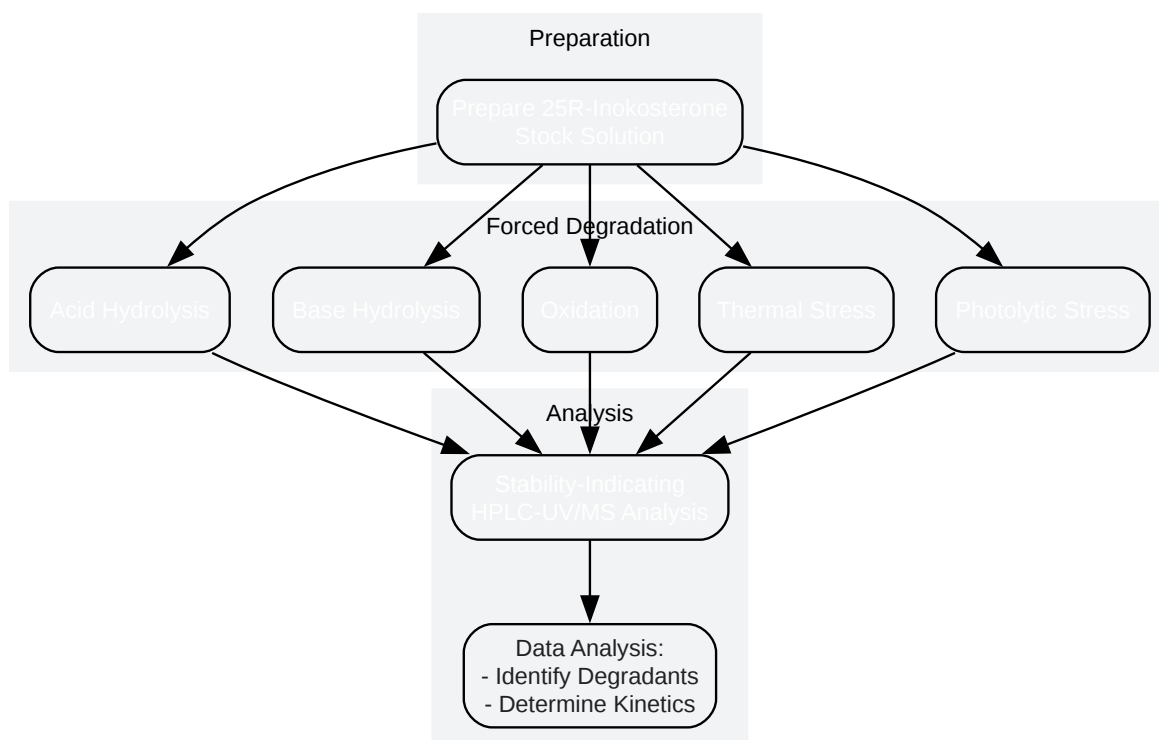 Preparation
Prepare 25R-Inokosterone
Stock Solution
Forced Degradation
Acid Hydrolysis
Base Hydrolysis
Oxidation
Thermal Stress
Photolytic Stress
Analysis
Stability-Indicating
HPLC-UV/MS Analysis
Data Analysis:
- Identify Degradants
- Determine Kinetics